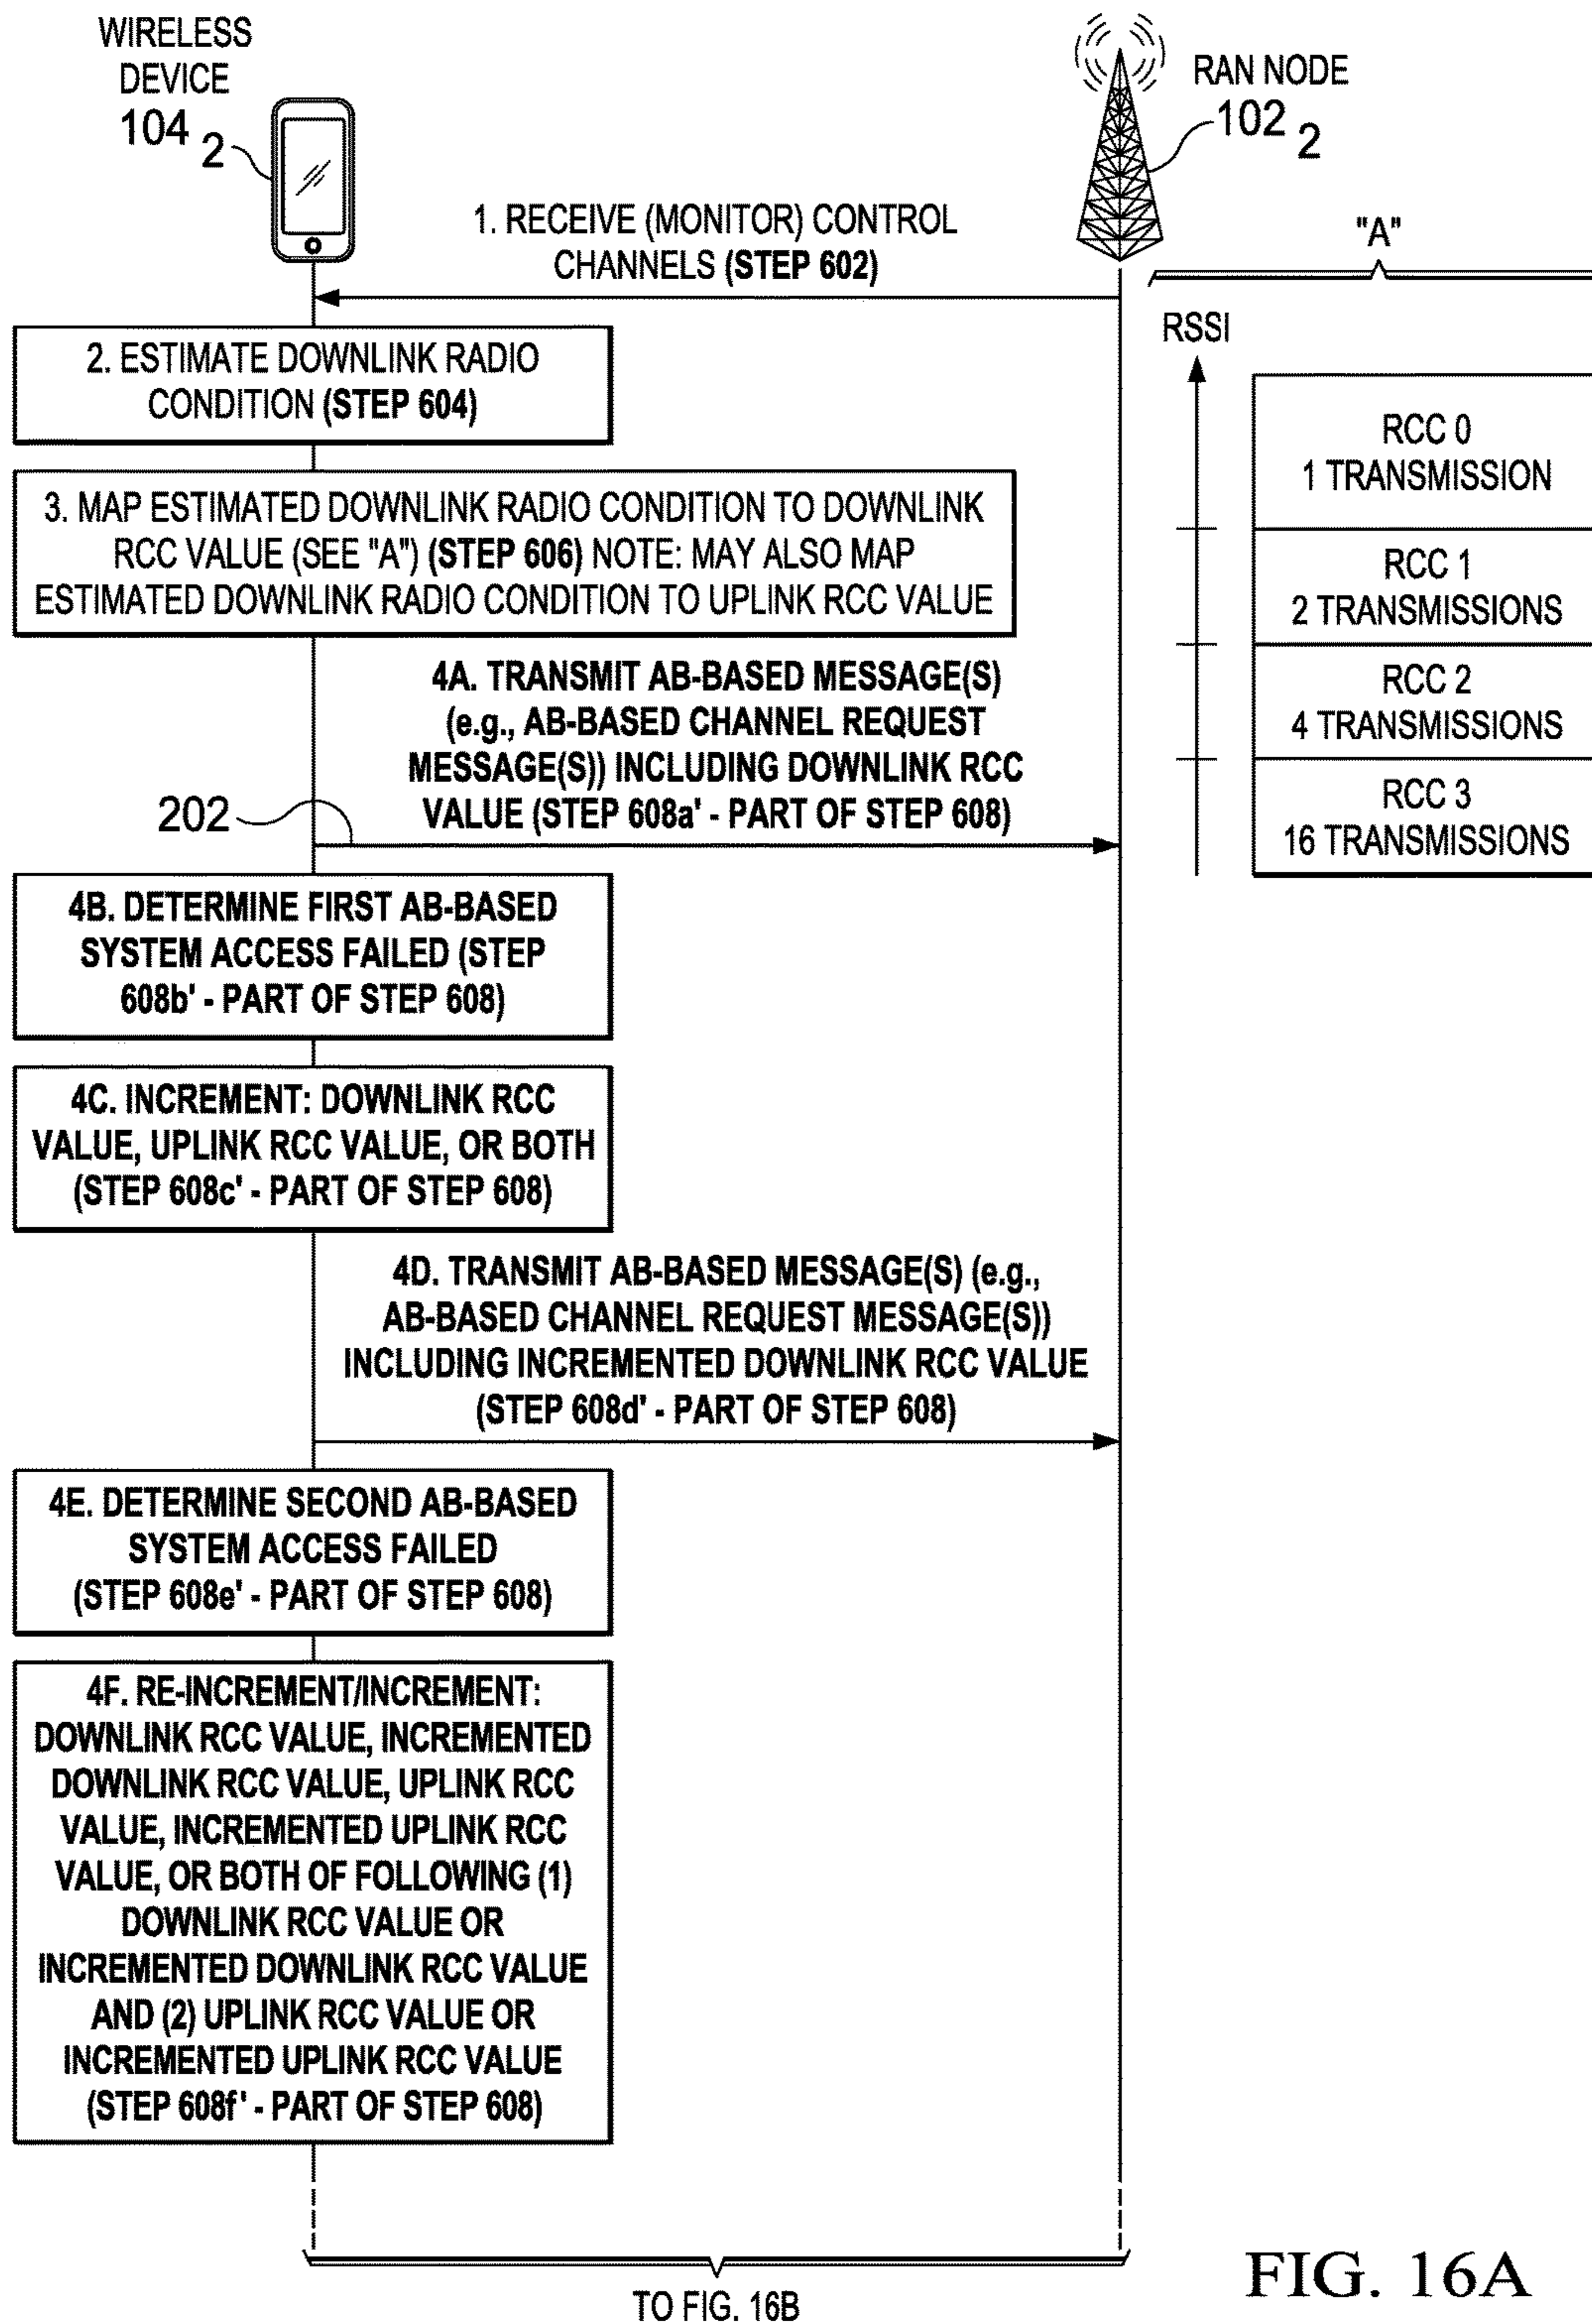 WIRELESS
DEVICE
104 2
RAN NODE
102 2
1. RECEIVE (MONITOR) CONTROL
CHANNELS (STEP 602)
"A"
RSSI
RCC 0
1 TRANSMISSION
RCC 1
2 TRANSMISSIONS
RCC 2
4 TRANSMISSIONS
RCC 3
16 TRANSMISSIONS
2. ESTIMATE DOWNLINK RADIO
CONDITION (STEP 604)
3. MAP ESTIMATED DOWNLINK RADIO CONDITION TO DOWNLINK
RCC VALUE (SEE "A") (STEP 606) NOTE: MAY ALSO MAP
ESTIMATED DOWNLINK RADIO CONDITION TO UPLINK RCC VALUE
4A. TRANSMIT AB-BASED MESSAGE(S)
(e.g., AB-BASED CHANNEL REQUEST
MESSAGE(S)) INCLUDING DOWNLINK RCC
VALUE (STEP 608a' - PART OF STEP 608)
202
4B. DETERMINE FIRST AB-BASED
SYSTEM ACCESS FAILED (STEP
608b' - PART OF STEP 608)
4C. INCREMENT: DOWNLINK RCC
VALUE, UPLINK RCC VALUE, OR BOTH
(STEP 608c' - PART OF STEP 608)
4D. TRANSMIT AB-BASED MESSAGE(S) (e.g.,
AB-BASED CHANNEL REQUEST MESSAGE(S))
INCLUDING INCREMENTED DOWNLINK RCC VALUE
(STEP 608d' - PART OF STEP 608)
4E. DETERMINE SECOND AB-BASED
SYSTEM ACCESS FAILED
(STEP 608e' - PART OF STEP 608)
4F. RE-INCREMENT/INCREMENT:
DOWNLINK RCC VALUE, INCREMENTED
DOWNLINK RCC VALUE, UPLINK RCC
VALUE, INCREMENTED UPLINK RCC
VALUE, OR BOTH OF FOLLOWING (1)
DOWNLINK RCC VALUE OR
INCREMENTED DOWNLINK RCC VALUE
AND (2) UPLINK RCC VALUE OR
INCREMENTED UPLINK RCC VALUE
(STEP 608f' - PART OF STEP 608)
TO FIG. 16B
FIG. 16A